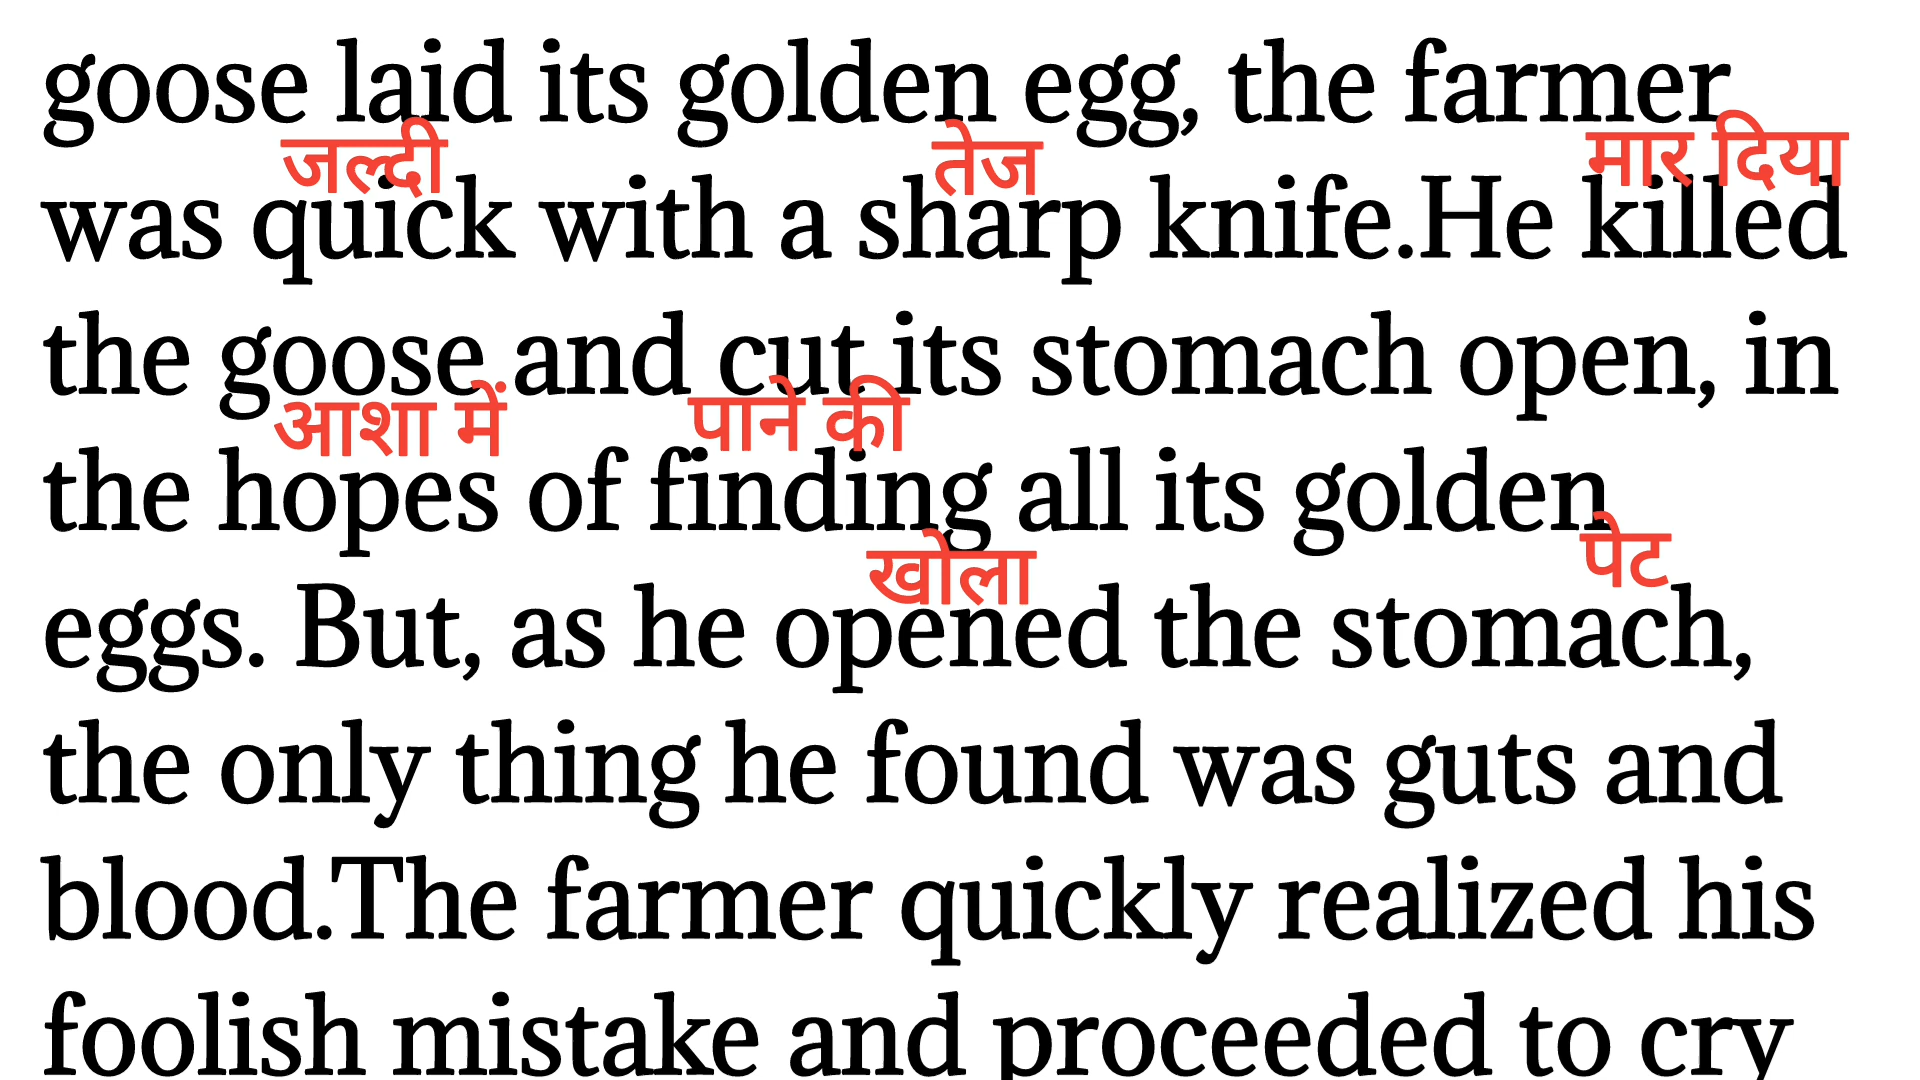 goose laid its golden egg, the farmer
जल्दी तेज मार दिया
was quick with a sharp knife.He killed
the goose and cut its stomach open, in
आशा में पाने की
the hopes of finding all its golden
खोला पेट
eggs. But, as he opened the stomach,
the only thing he found was guts and
blood.The farmer quickly realized his
foolish mistake and proceeded to cry